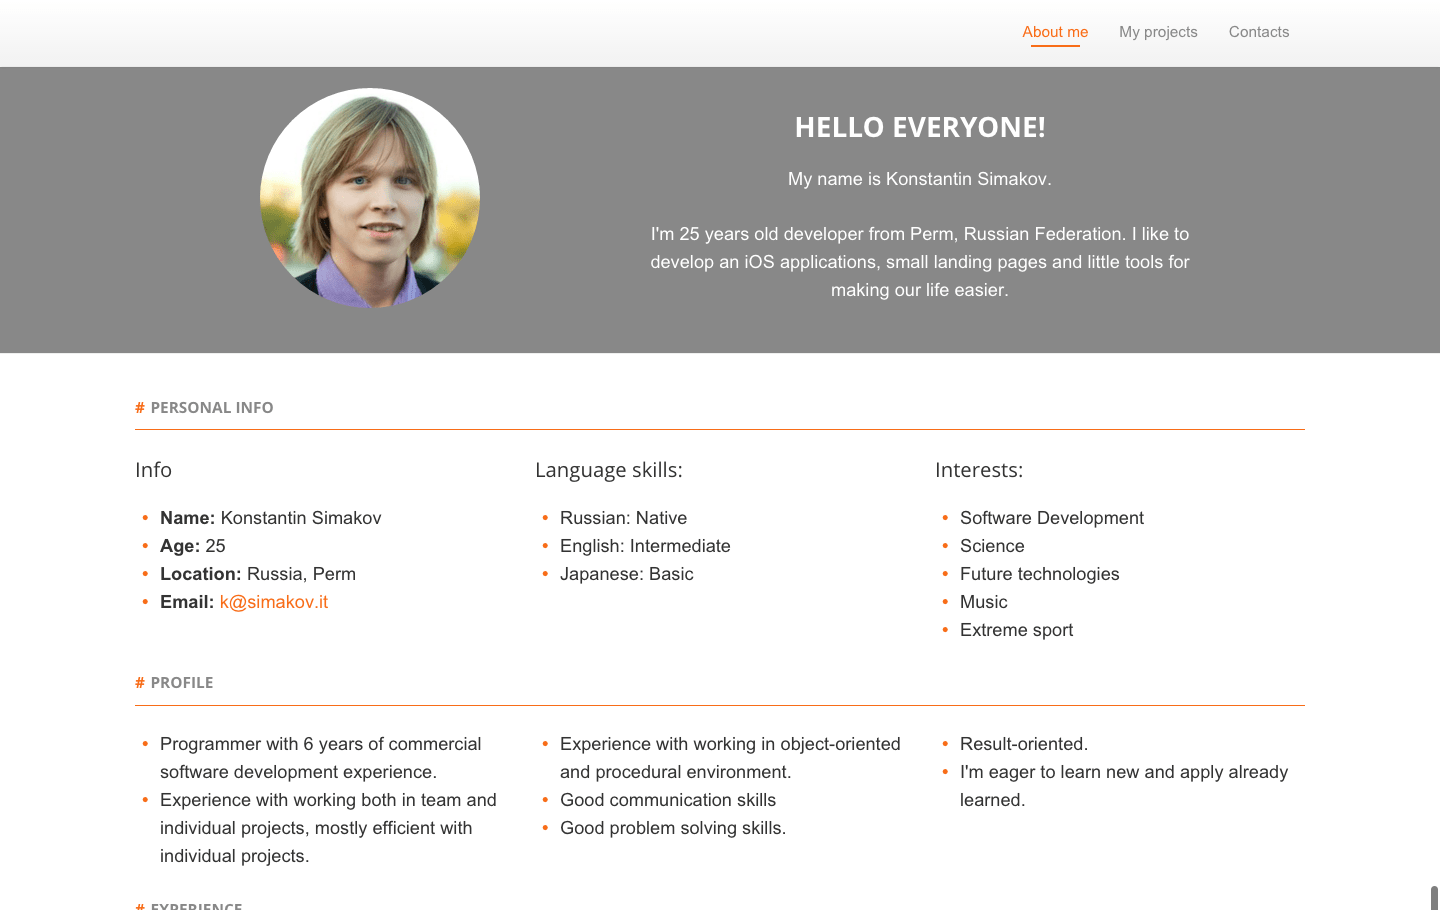 About me My projects Contacts
HELLO EVERYONE!
My name is Konstantin Simakov.
I'm 25 years old developer from Perm, Russian Federation. I like to
develop an iOS applications, small landing pages and little tools for
making our life easier.
# PERSONAL INFO
Info
• Name: Konstantin Simakov
• Age: 25
• Location: Russia, Perm
• Email: k@simakov.it
Language skills:
• Russian: Native
• English: Intermediate
• Japanese: Basic
Interests:
• Software Development
• Science
• Future technologies
• Music
• Extreme sport
# PROFILE
• Programmer with 6 years of commercial
software development experience.
• Experience with working both in team and
individual projects, mostly efficient with
individual projects.
• Experience with working in object-oriented
and procedural environment.
• Good communication skills
• Good problem solving skills.
• Result-oriented.
• I'm eager to learn new and apply already
learned.
# EXPERIENCE